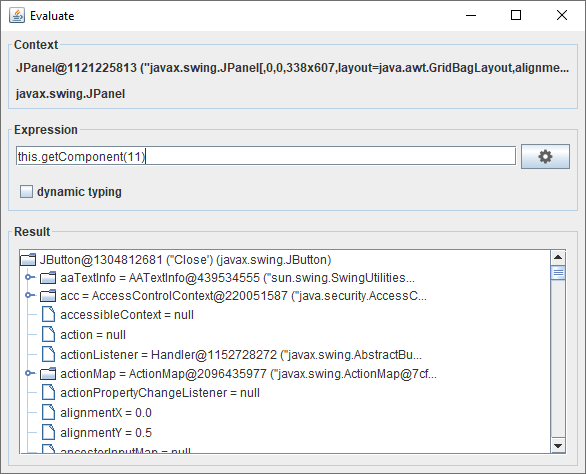 Evaluate
Context
JPanel@1121225813 ("javax.swing.JPanel[,0,0,338x607,layout=java.awt.GridBagLayout,alignme...
javax.swing.JPanel
Expression
this.getComponent(11)
dynamic typing
Result
JButton@1304812681 ("Close') (javax.swing.JButton)
aaTextInfo = AATextInfo@439534555 ("sun.swing.SwingUtilities...
acc = AccessControlContext@220051587 ("java.security.AccessC...
accessibleContext = null
action = null
actionListener = Handler@1152728272 ("javax.swing.AbstractBu...
actionMap = ActionMap@2096435977 ("javax.swing.ActionMap@7cf...
actionPropertyChangeListener = null
alignmentX = 0.0
alignmentY = 0.5
ancestorInputMap = null